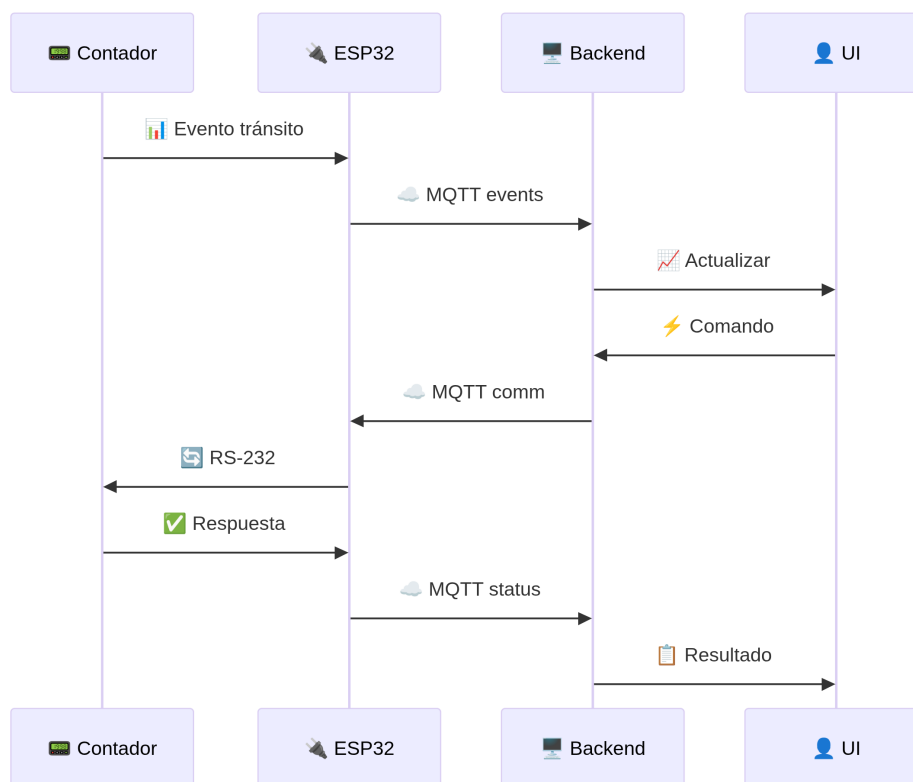 📟 Contador
🔌 ESP32
🖥️ Backend
👤 UI
📊 Evento tránsito
☁️ MQTT events
📈 Actualizar
⚡ Comando
☁️ MQTT comm
🔄 RS-232
✅ Respuesta
☁️ MQTT status
📋 Resultado
📟 Contador
🔌 ESP32
🖥️ Backend
👤 UI